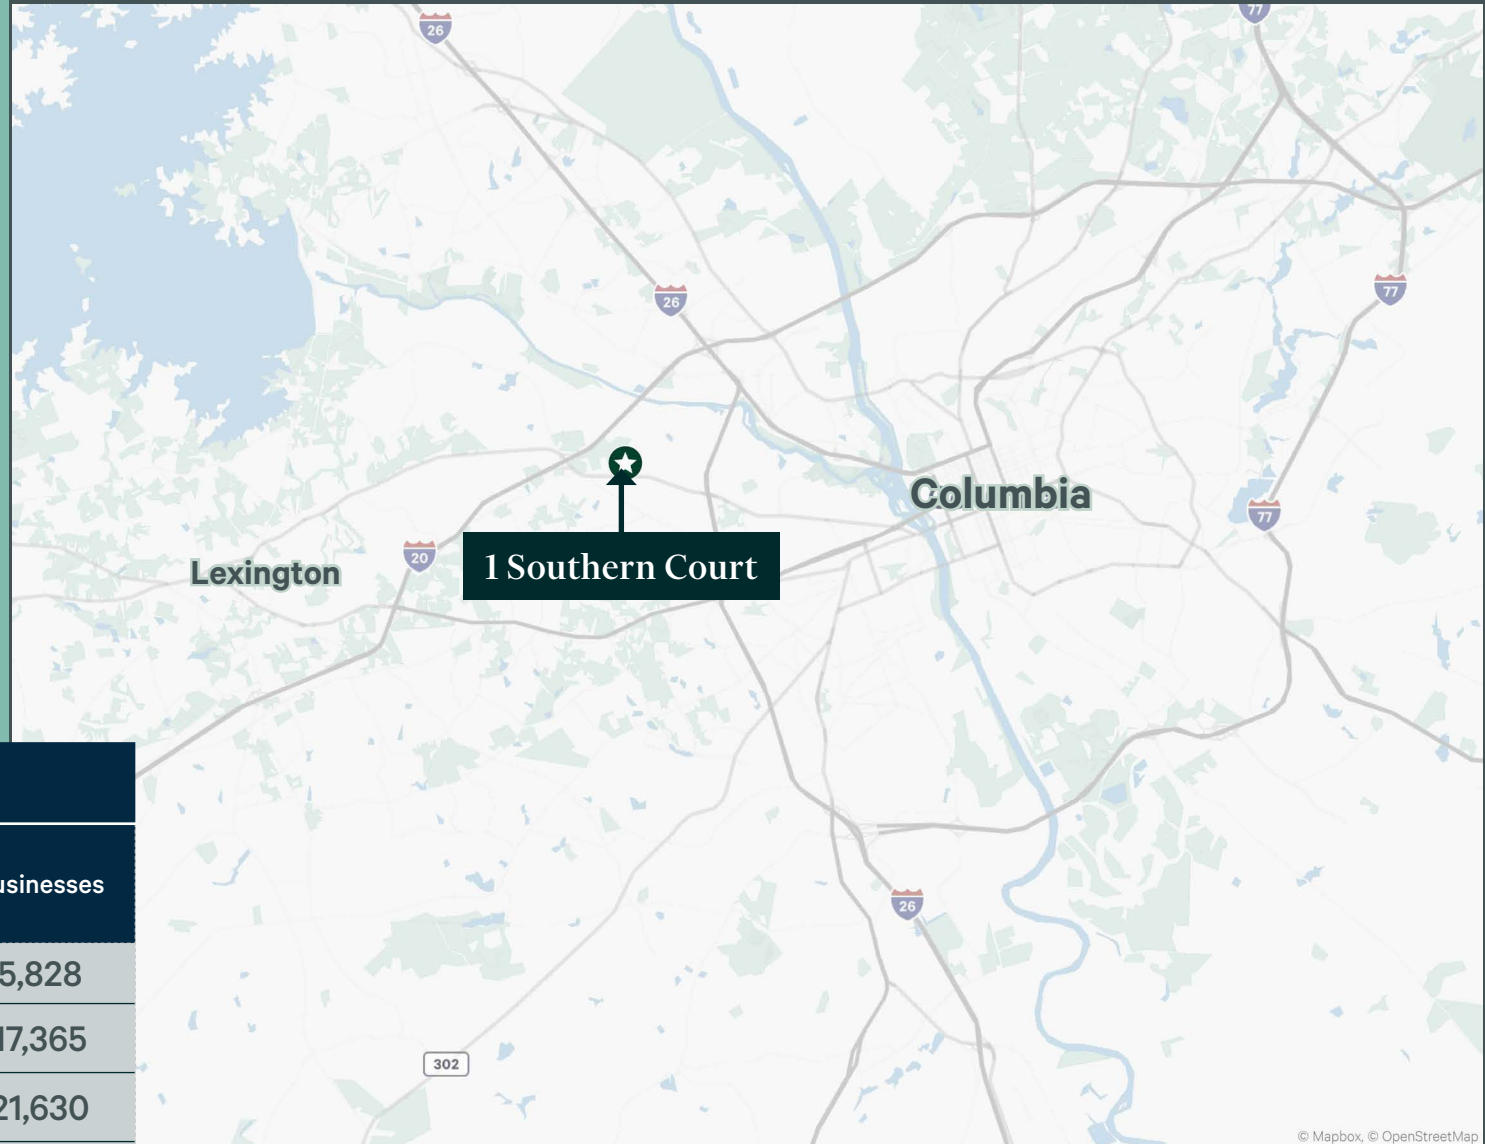 26
77
26
77
Columbia
77
20
Lexington
1 Southern Court
usinesses
5,828
17,365
21,630
26
302
© Mapbox, © OpenStreetMap